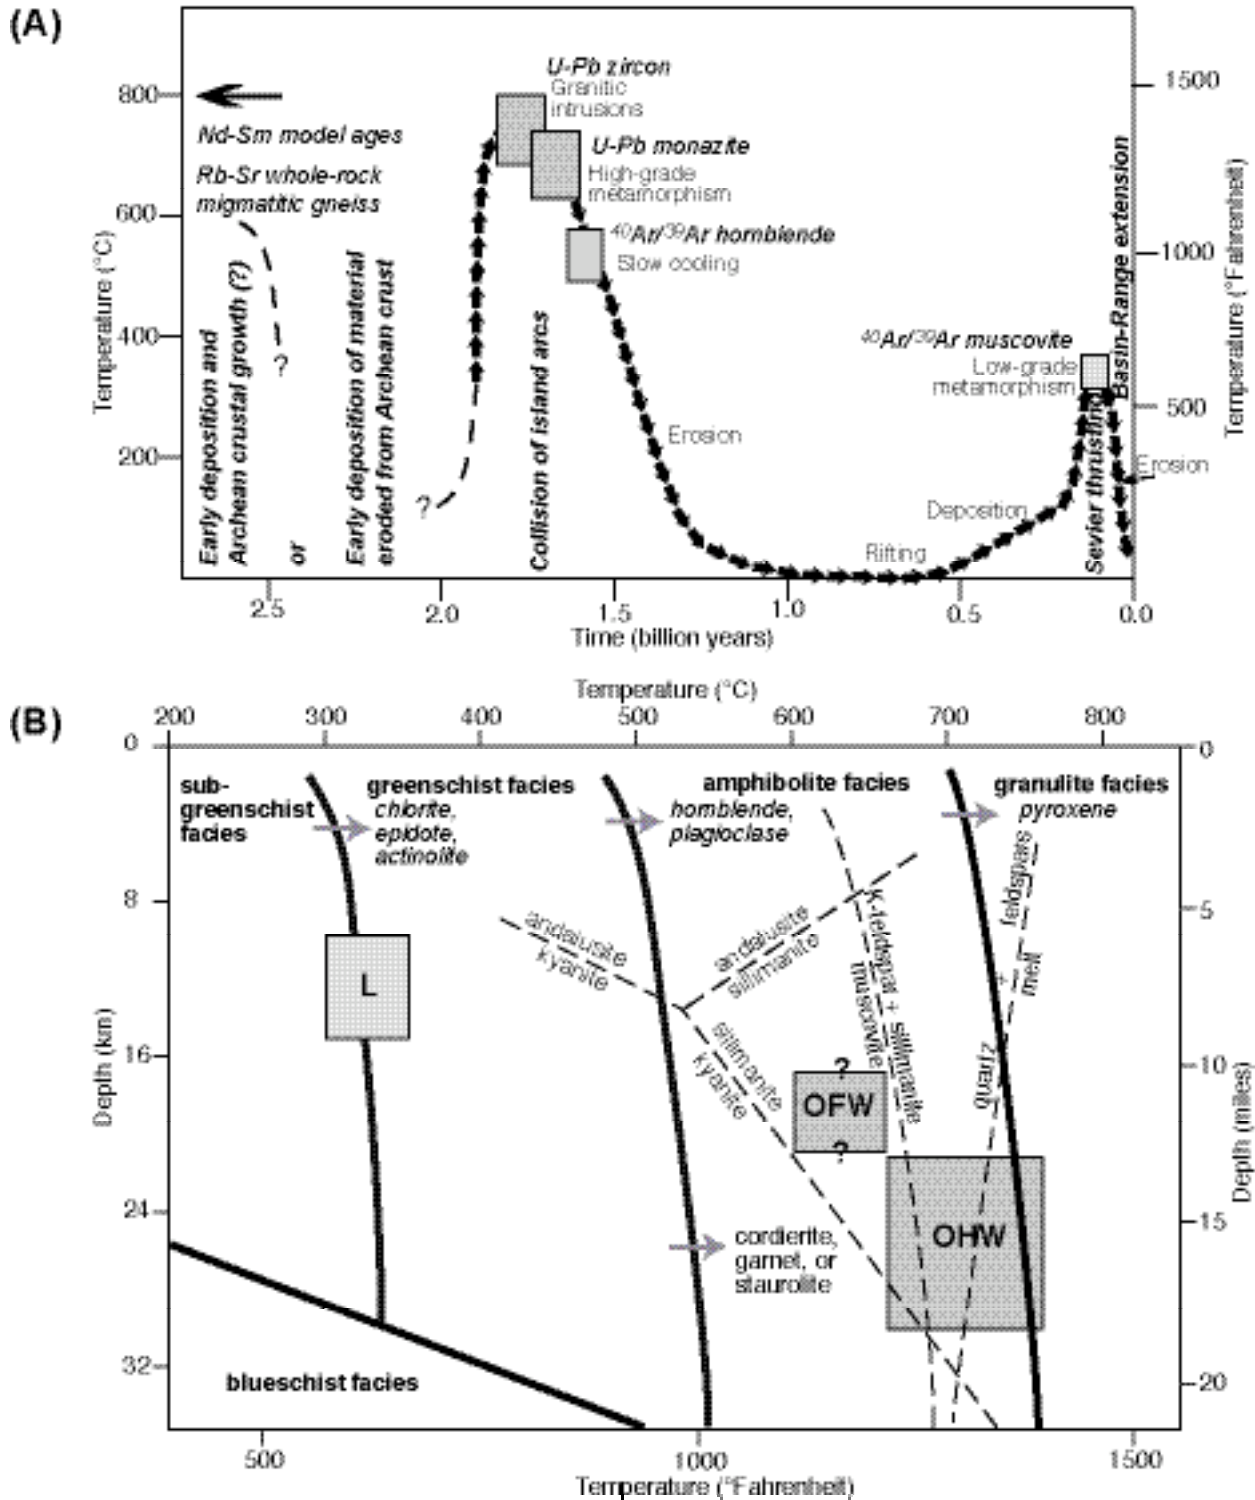 (A)
U-Pb zircon
Granitic
intrusions
800
1500
Nd-Sm model ages
U-Pb monazite
Rb-Sr whole-rock
migmatitic gneiss
High-grade
metamorphism
600
40Ar/39Ar hornblende
Slow cooling
1000
Temperature (°C)
Temperature (°Fahrenheit)
Basin-Range extension
400
?
40Ar/39Ar muscovite
Low-grade
metamorphism
500
Early deposition and
Archean crustal growth (?)
or
Early deposition of material
eroded from Archean crust
Collision of island arcs
Erosion
200
?
Erosion
Deposition
Rifting
Sevier thrusting
2.5
2.0
1.5
1.0
0.5
0.0
Time (billion years)
(B)
Temperature (°C)
200
300
400
500
600
700
800
0
0
sub-
greenschist
facies
greenschist facies
chlorite,
epidote,
actinolite
amphibolite facies
hornblende,
plagioclase
granulite facies
pyroxene
feldspars
8
5
andalusite
kyanite
andalusite
sillimanite
K-feldspar + sillimanite
muscovite
+
melt
L
Depth (km)
16
sillimanite
kyanite
quartz
10
?
OFW
?
Depth (miles)
24
15
OHW
cordierite,
garnet, or
staurolite
32
20
blueschist facies
500
1000
1500
Temperature (°Fahrenheit)